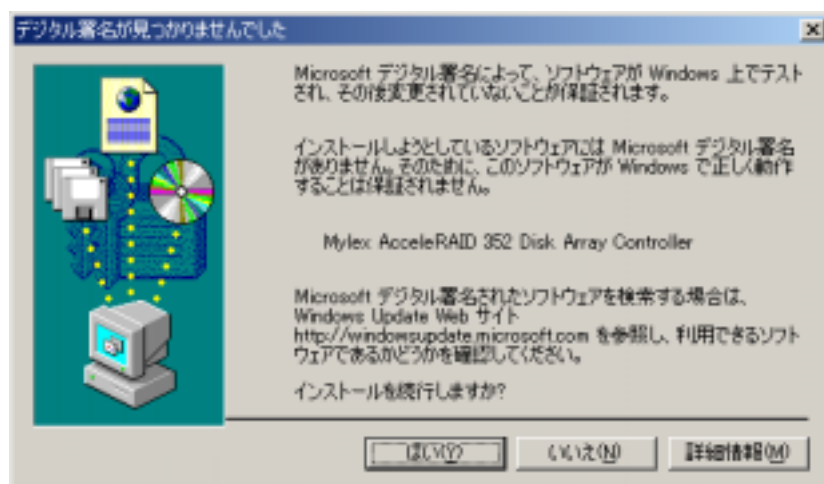 デジタル署名が見つかりませんでした
Microsoft デジタル署名によって、ソフトウェアが Windows 上でテスト
され、その後変更されていないことが保証されます。
インストールしようとしているソフトウェアには Microsoft デジタル署名
がありません。そのために、このソフトウェアが Windows で正しく動作
することは保証されません。
Mylex AcceleRAID 352 Disk Array Controller
Microsoft デジタル署名されたソフトウェアを検索する場合は、
Windows Update Web サイト
http://windowsupdate.microsoft.com を参照し、利用できるソフト
ウェアであるかどうかを確認してください。
インストールを続行しますか?
はい(Y) いいえ(N) 詳細情報(M)